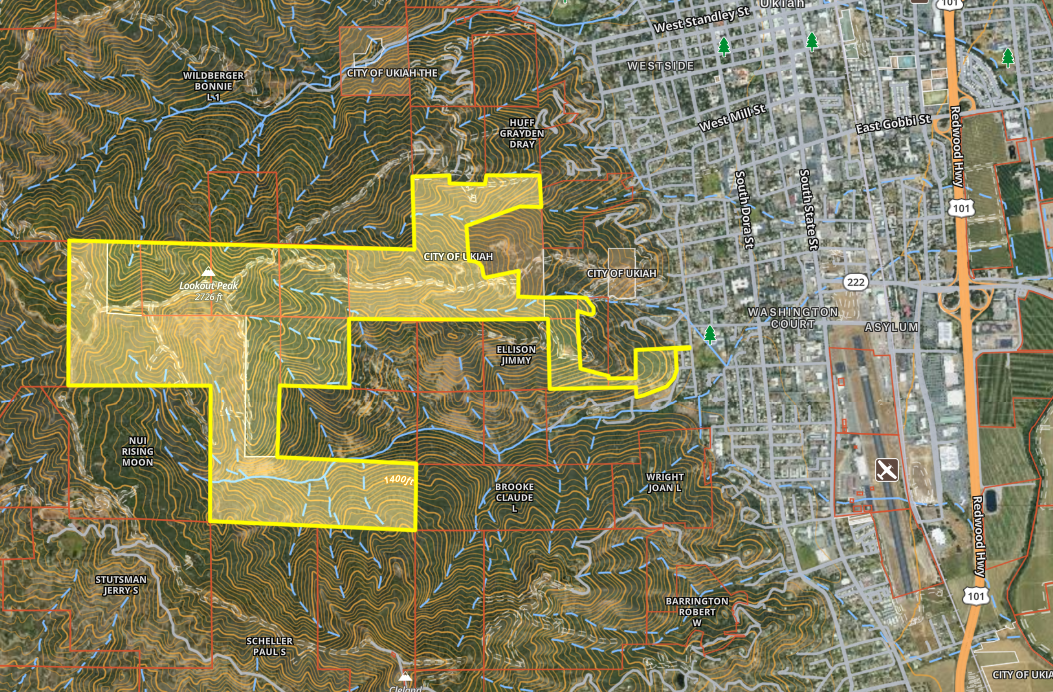 101
Ukiah
West Standley St
WESTSIDE
CITY OF UKIAH THE
WILDBERGER
BONNIE
L 1
HUFF
GRAYDEN
DRAY
West Mill St
East Gobbi St
Redwood Hwy
South Dora St
South State St
101
CITY OF UKIAH
CITY OF UKIAH
Lookout Peak
2726 ft
222
WASHINGTON
COURT
ASYLUM
ELLISON
JIMMY
NUI
RISING
MOON
1400ft
WRIGHT
JOAN L
BROOKE
CLAUDE
L
Redwood Hwy
STUTSMAN
JERRY S
101
BARRINGTON
ROBERT
W
SCHELLER
PAUL S
CITY OF UKIA
Cleland